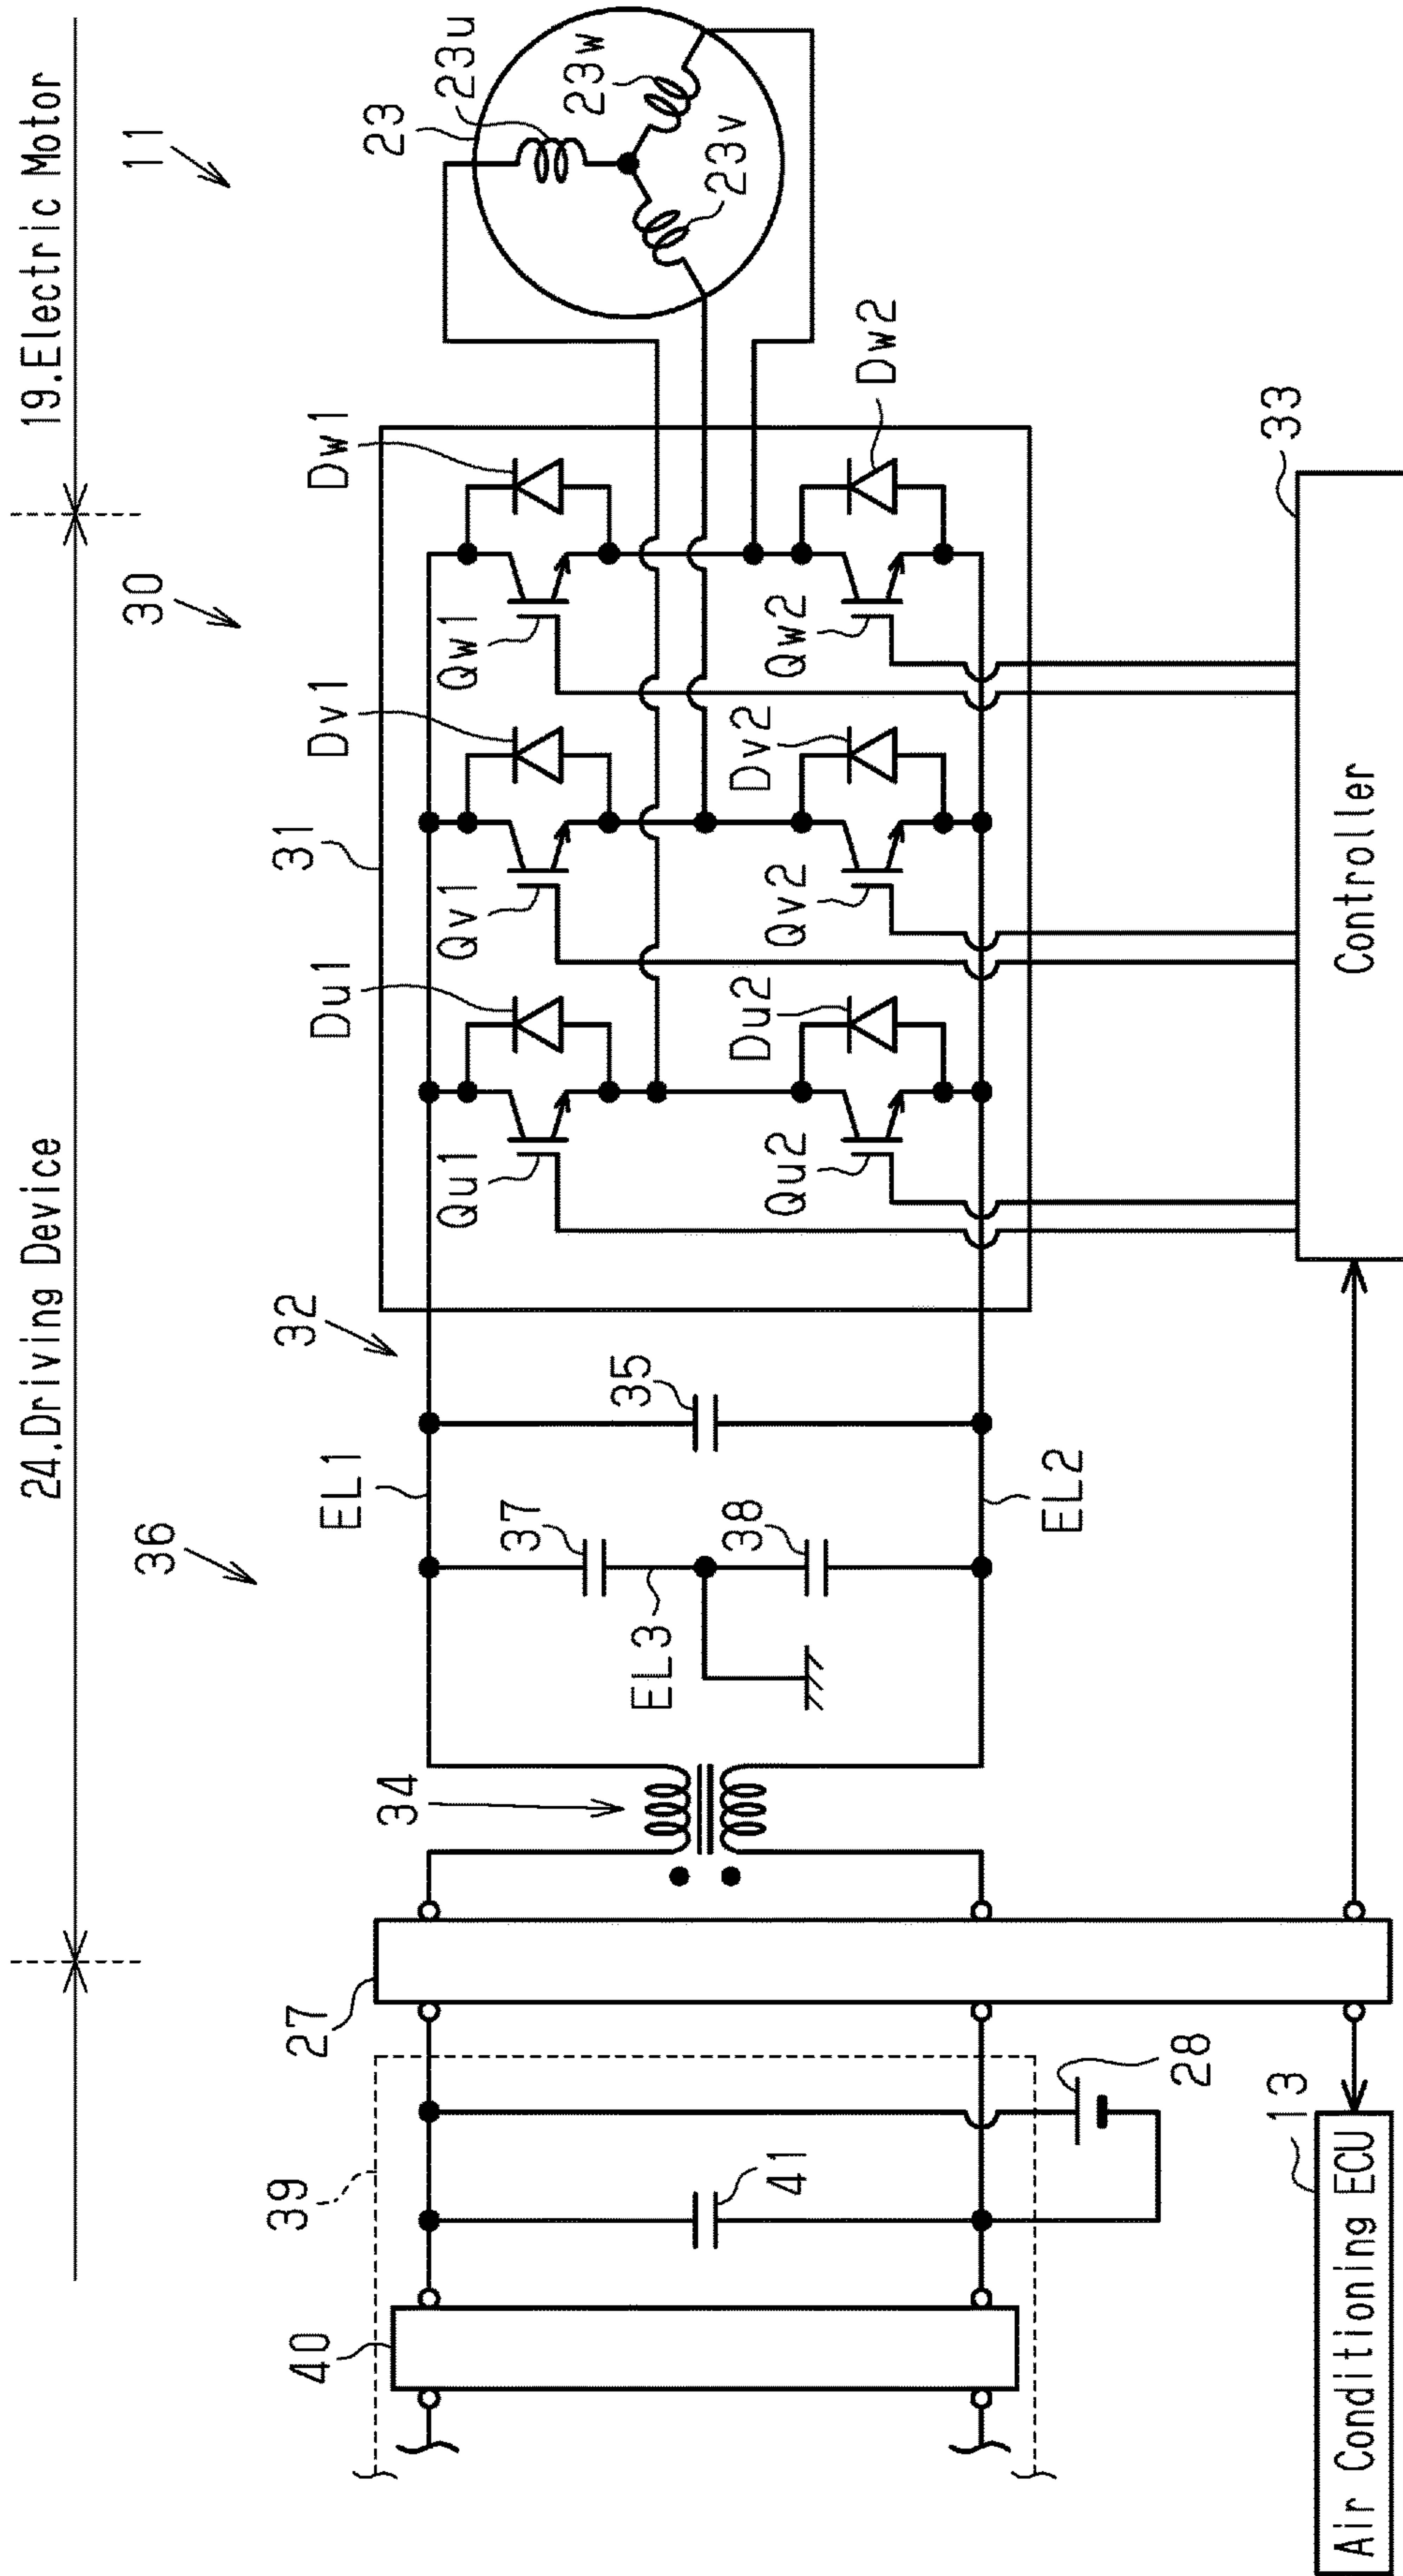 24.Driving Device
19.Electric Motor
36
30
11
32
39
27
34
EL1
31
Du1
Dv1
Dw1
23
23u
40
37
35
Qu1
Qv1
Qw1
23w
EL3
38
41
Du2
Dv2
23v
Qu2
Qv2
Qw2
Dw2
EL2
28
13
33
Air Conditioning ECU
Controller